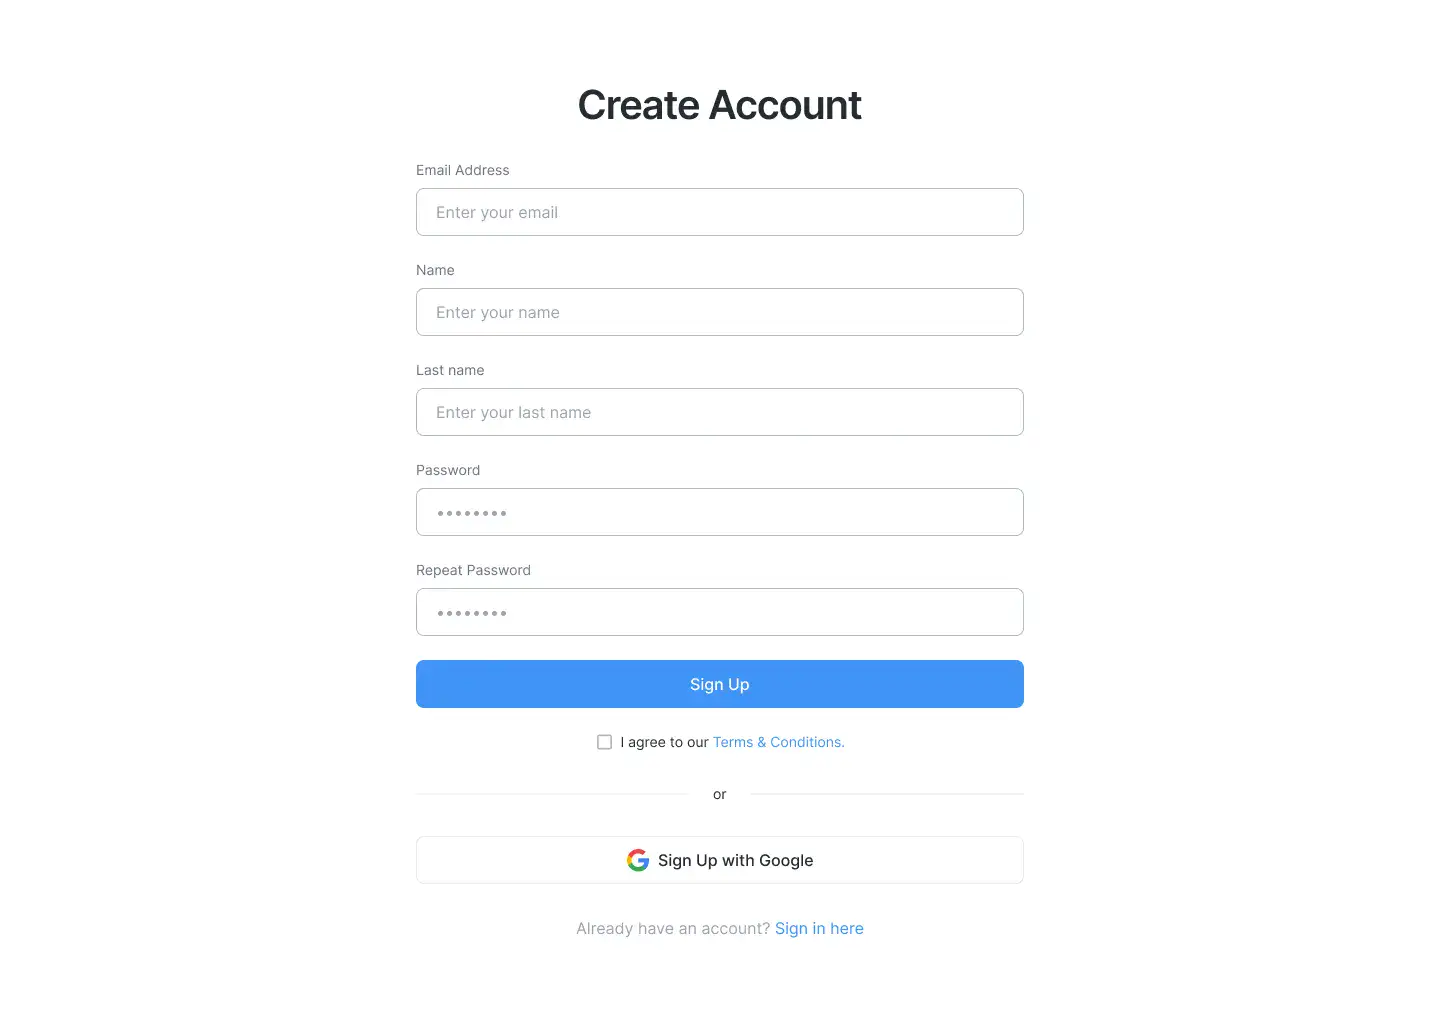 Create Account
Email Address
Enter your email
Name
Enter your name
Last name
Enter your last name
Password
••••••••
Repeat Password
••••••••
Sign Up
I agree to our Terms & Conditions.
or
Sign Up with Google
Already have an account? Sign in here